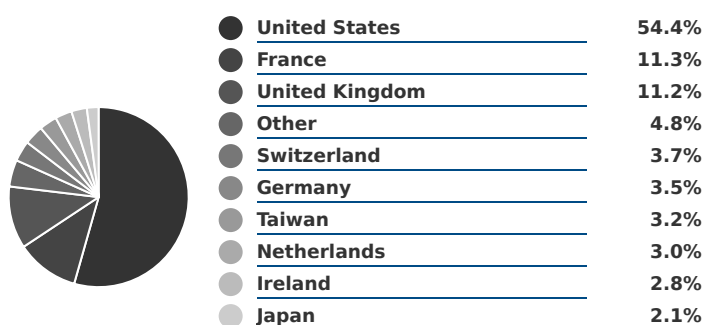 United States 54.4%
France 11.3%
United Kingdom 11.2%
Other 4.8%
Switzerland 3.7%
Germany 3.5%
Taiwan 3.2%
Netherlands 3.0%
Ireland 2.8%
Japan 2.1%